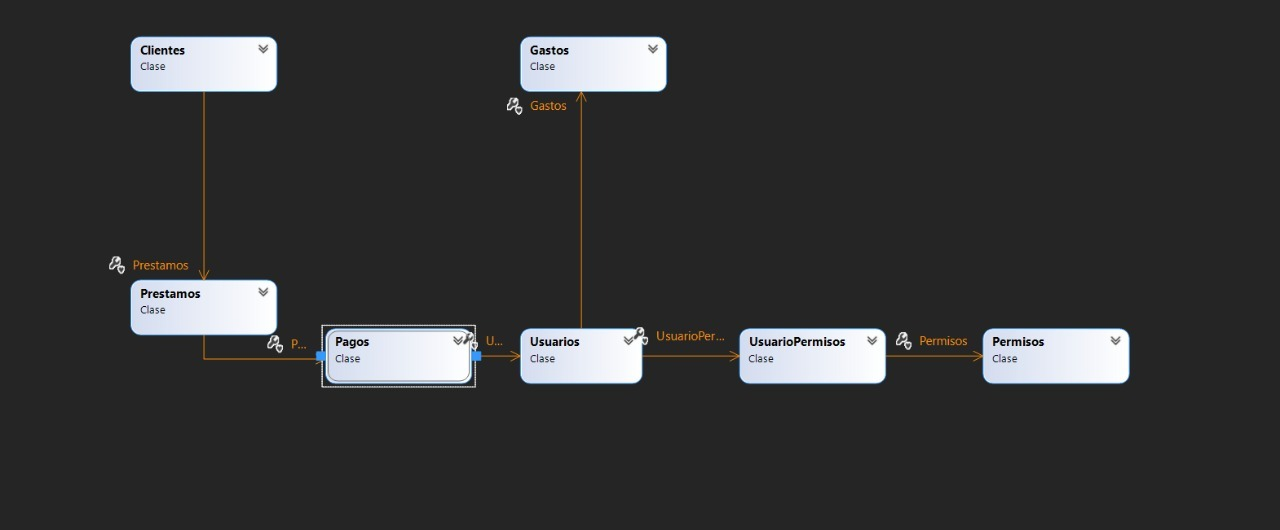 Clientes
Clase
Gastos
Clase
Gastos
Prestamos
Prestamos
Clase
P...
Pagos
Clase
U...
Usuarios
Clase
UsuarioPer...
UsuarioPermisos
Clase
Permisos
Permisos
Clase